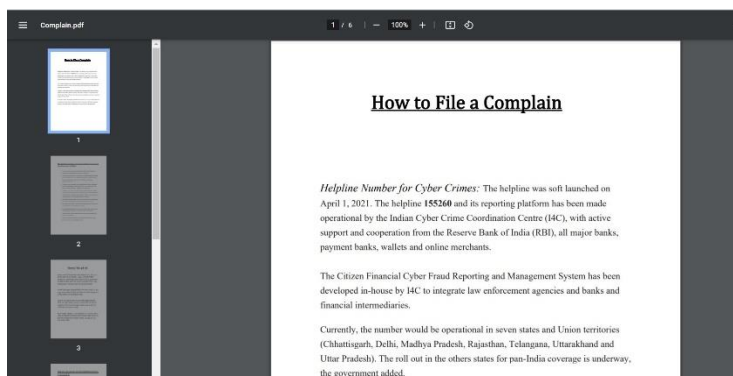 Complain.pdf
1 / 6
100%
1
2
3
How to File a Complain
Helpline Number for Cyber Crimes: The helpline was soft launched on
April 1, 2021. The helpline 155260 and its reporting platform has been made
operational by the Indian Cyber Crime Coordination Centre (I4C), with active
support and cooperation from the Reserve Bank of India (RBI), all major banks,
payment banks, wallets and online merchants.
The Citizen Financial Cyber Fraud Reporting and Management System has been
developed in-house by I4C to integrate law enforcement agencies and banks and
financial intermediaries.
Currently, the number would be operational in seven states and Union territories
(Chhattisgarh, Delhi, Madhya Pradesh, Rajasthan, Telangana, Uttarakhand and
Uttar Pradesh). The roll out in the others states for pan-India coverage is underway,
the government added.